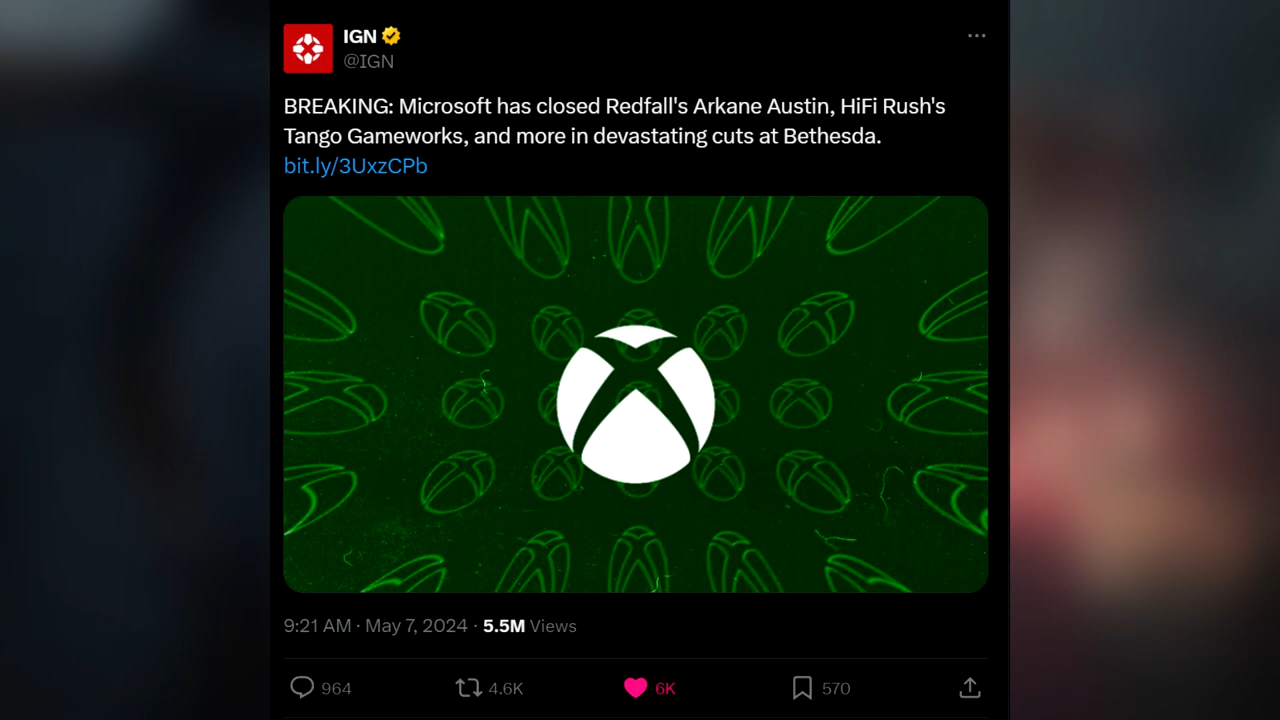 IGN
@IGN
BREAKING: Microsoft has closed Redfall's Arkane Austin, HiFi Rush's
Tango Gameworks, and more in devastating cuts at Bethesda.
bit.ly/3UxzCPb
9:21 AM · May 7, 2024 · 5.5M Views
964 4.6K 6K 570